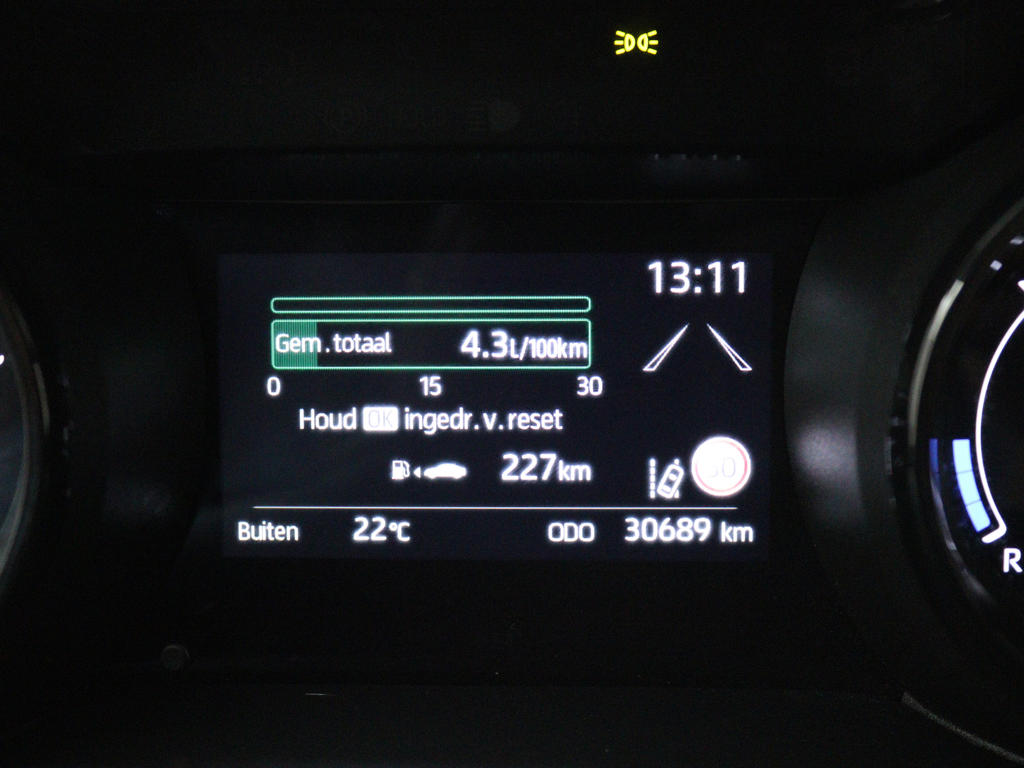 13:11
Gem.totaal 4.3L/100km
0 15 30
Houd OK ingedr.v.reset
227km
Buiten 22°C ODO 30689 km
R